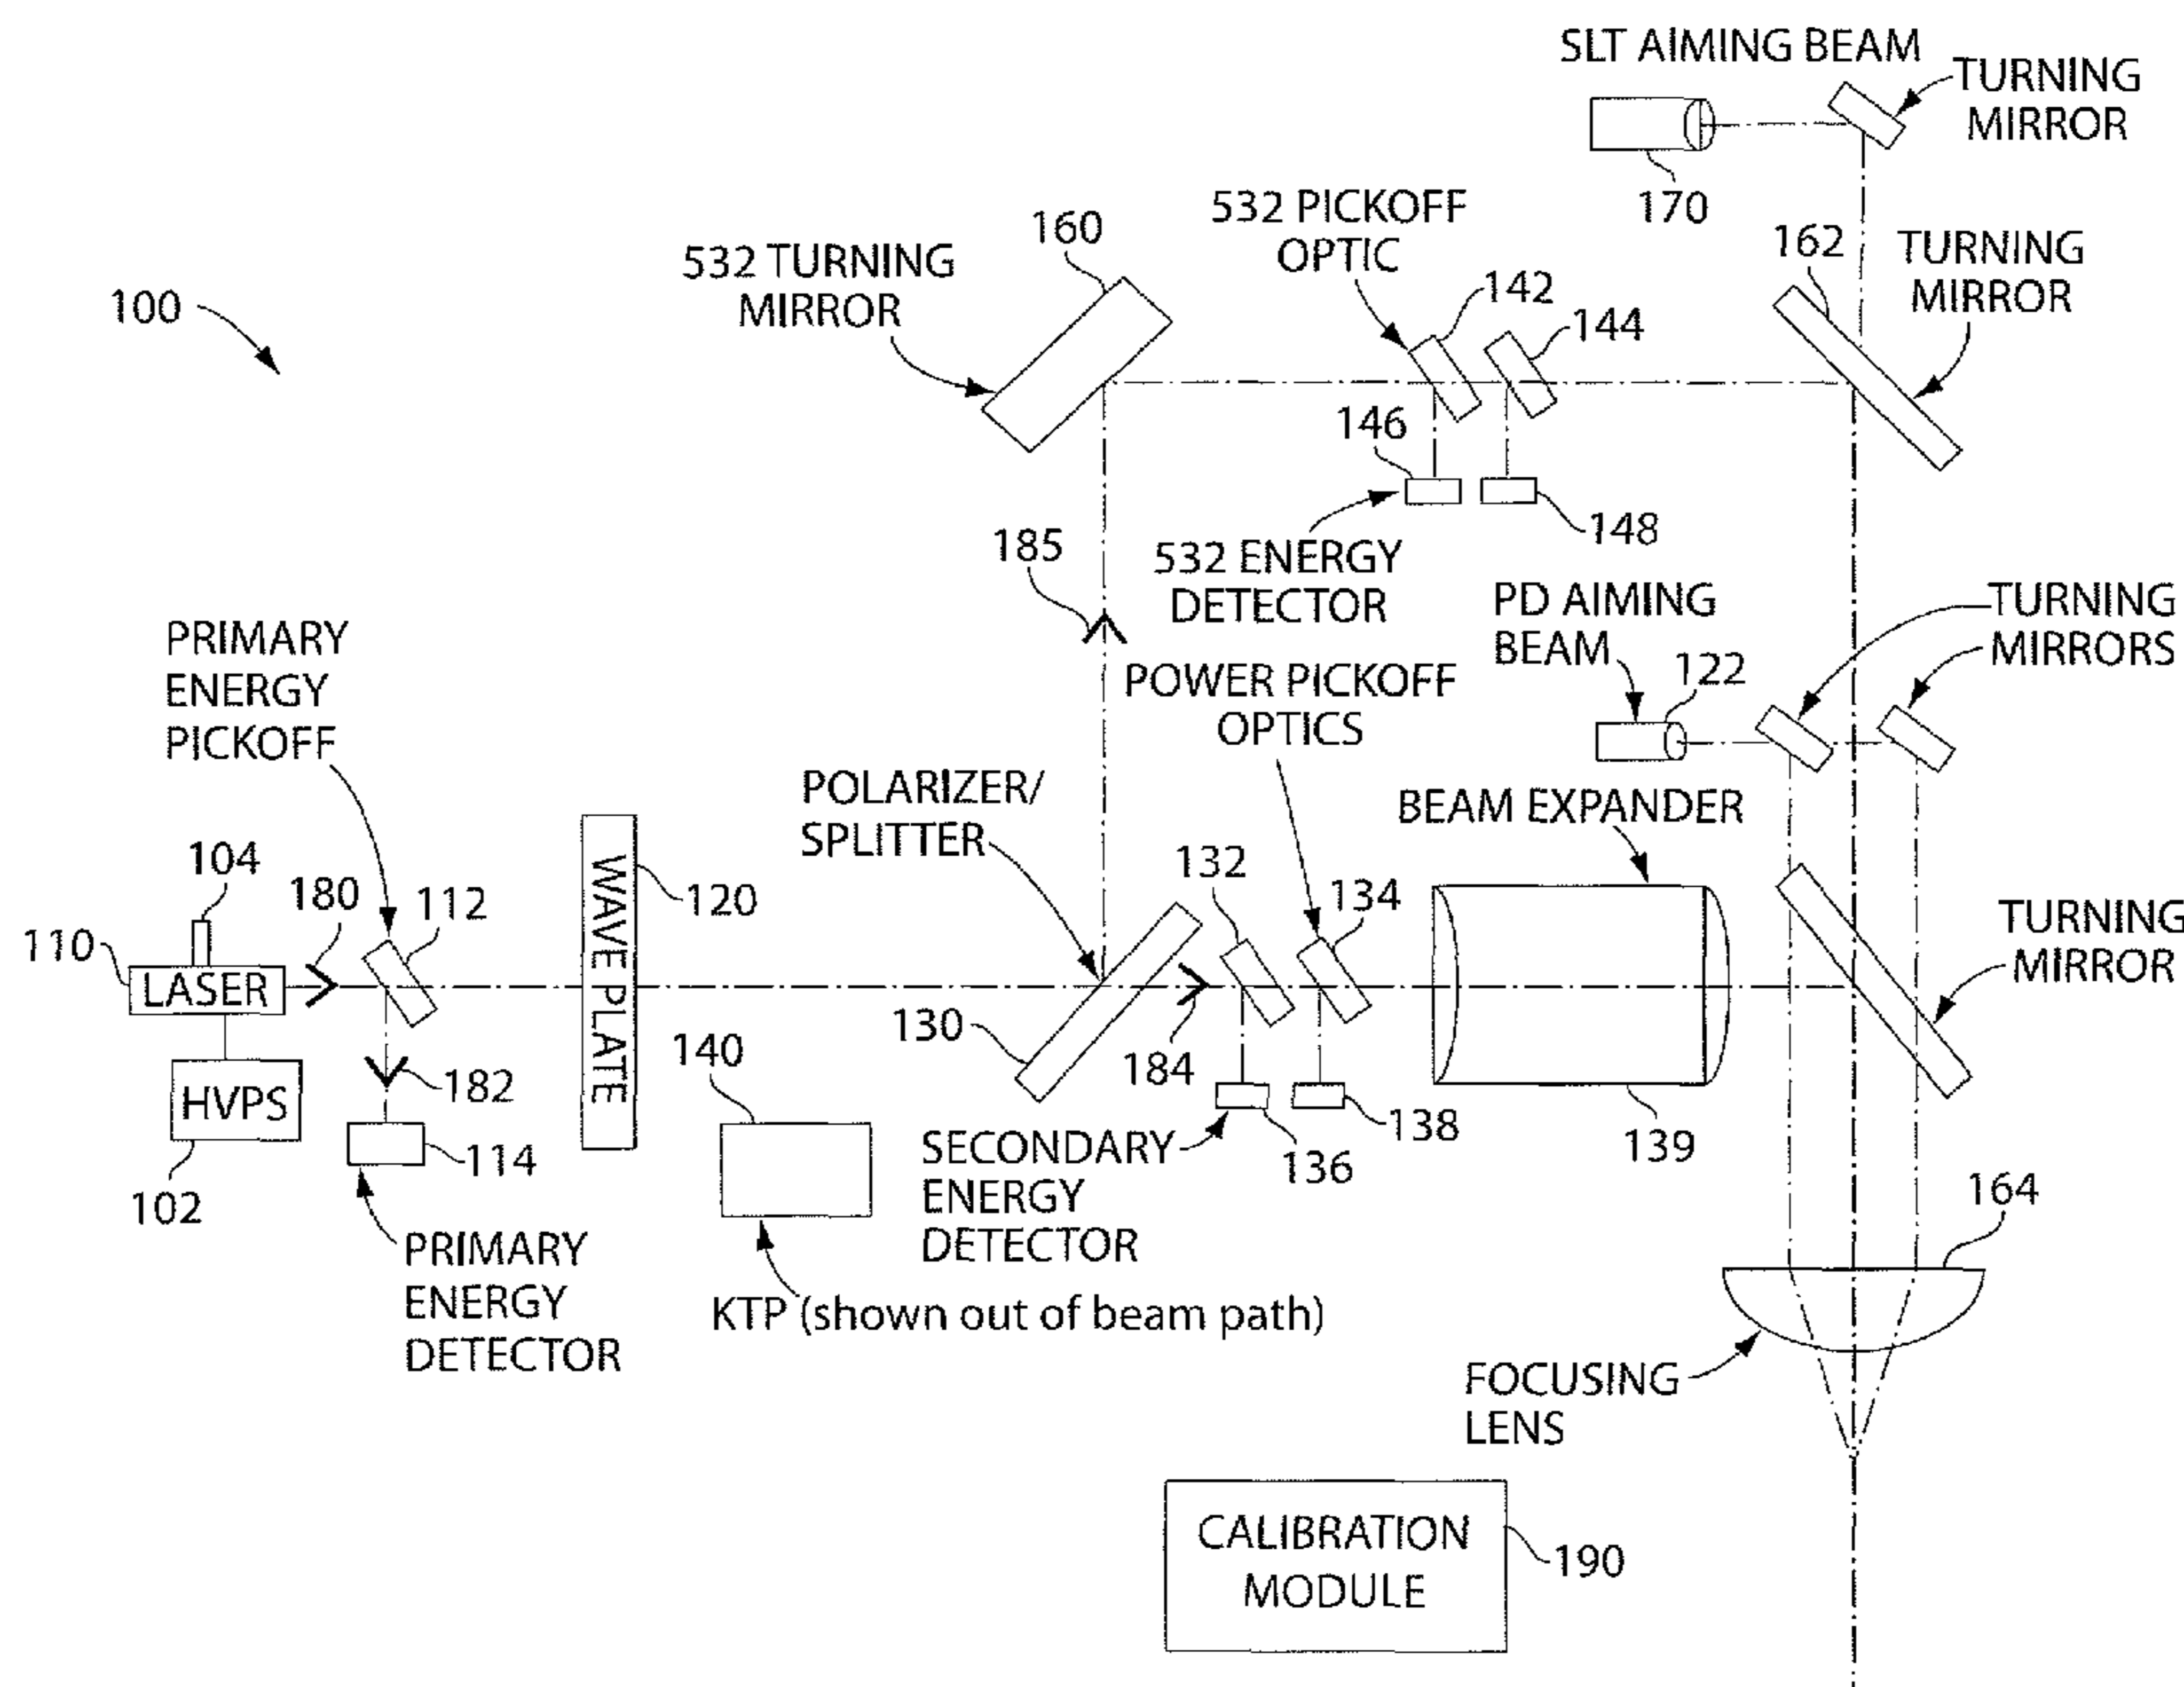 SLT AIMING BEAM
TURNING
MIRROR
170
532 PICKOFF
OPTIC
160
162
TURNING
MIRROR
532 TURNING
MIRROR
142
144
100
146
148
185
532 ENERGY
DETECTOR
PD AIMING
BEAM
122
TURNING
MIRRORS
PRIMARY
ENERGY
PICKOFF
POWER PICKOFF
OPTICS
POLARIZER/
SPLITTER
BEAM EXPANDER
104
180
112
120
132
134
TURNING
MIRROR
110
LASER
WAVE PLATE
130
184
140
HVPS
182
102
114
136
138
139
SECONDARY
ENERGY
DETECTOR
164
PRIMARY
ENERGY
DETECTOR
KTP (shown out of beam path)
FOCUSING
LENS
CALIBRATION
MODULE
190